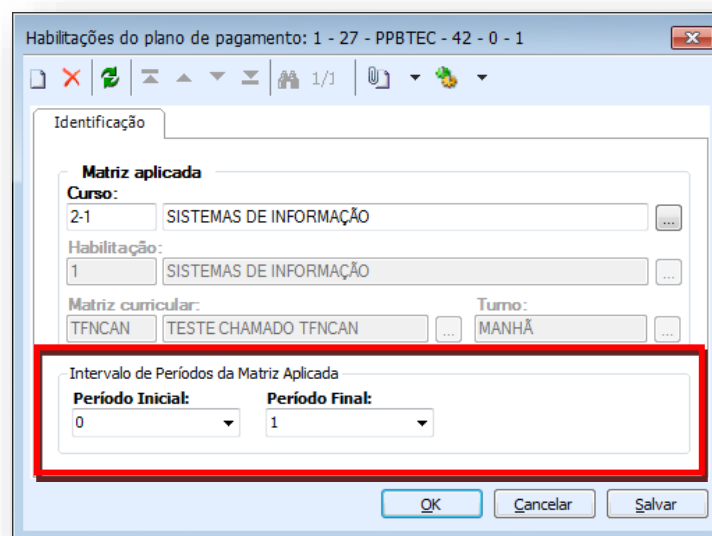 Habilitações do plano de pagamento: 1 - 27 - PPBTEC - 42 - 0 - 1
1/1
Identificação
Matriz aplicada
Curso:
2-1 SISTEMAS DE INFORMAÇÃO ...
Habilitação:
1 SISTEMAS DE INFORMAÇÃO ...
Matriz curricular: Turno:
TFNCAN TESTE CHAMADO TFNCAN ... MANHÃ ...
Intervalo de Períodos da Matriz Aplicada
Período Inicial: Período Final:
0 1
OK Cancelar Salvar